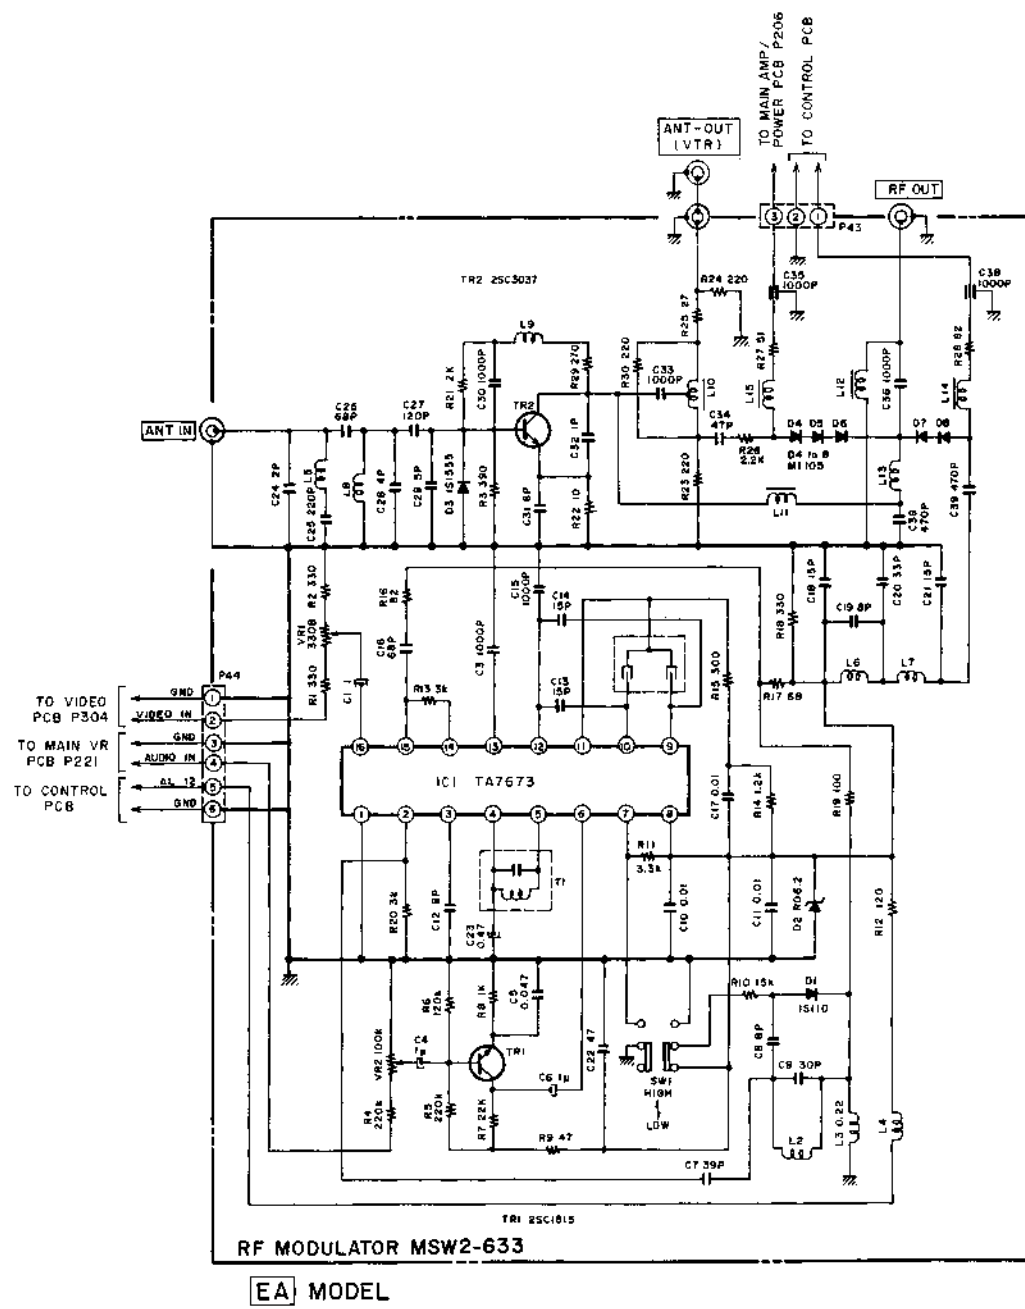 TO MAIN AMP/
POWER PCB P206
TO CONTROL PCB
ANT-OUT
(VTR)
RF OUT
3
2
1
P43
TR2 2SC3037
R24 220
C35
1000P
C38
1000P
R25 27
L9
R21 2K
C30 1000P
R29 270
R30 220
C33
1000P
L10
R27 51
L15
L12
C36 1000P
R28 82
L14
TR2
ANT IN
C26
68P
C27
120P
C34
47P
D4
D5
D6
D7
D8
R26
2.2K
D4 to 8
M1105
C24 2P
L5
C25 220P
L8
C28 4P
C29 5P
D3 1S1555
R3 390
C31 6P
C32 1P
R22 10
R23 220
L11
L13
C39
470P
C39 470P
R2 330
VR1
330B
R1 330
C1 1
R16
82
C16
68P
R13 3k
C3 1000P
C15
1000P
C14
15P
C13
15P
R15 300
R18 330
C18 15P
C19 8P
C20 33P
C21 15P
L6
L7
R17 68
P44
TO VIDEO
PCB P304
GND
1
VIDEO IN
2
TO MAIN VR
PCB P221
GND
3
AUDIO IN
4
TO CONTROL
PCB
AL 12
5
GND
6
16
15
14
13
12
11
10
9
IC1 TA7673
1
2
3
4
5
6
7
8
C17 0.01
R14 1.2k
R19 100
R11
3.3k
T1
R20 3k
C12 8P
C23
0.47
C10 0.01
C11 0.01
D2 RD6.2
R12 120
R6
120k
R8 1K
C5
0.047
R10 15k
D1
1S110
C4
1μ
TR1
VR2 100k
C22 47
C8 8P
C6 1μ
SW1
HIGH
LOW
C9 30P
R4
220k
R5
220k
R7 22K
R9 47
L2
L3 0.22
L4
C7 39P
TR1 2SC1815
RF MODULATOR MSW2-633
EA MODEL